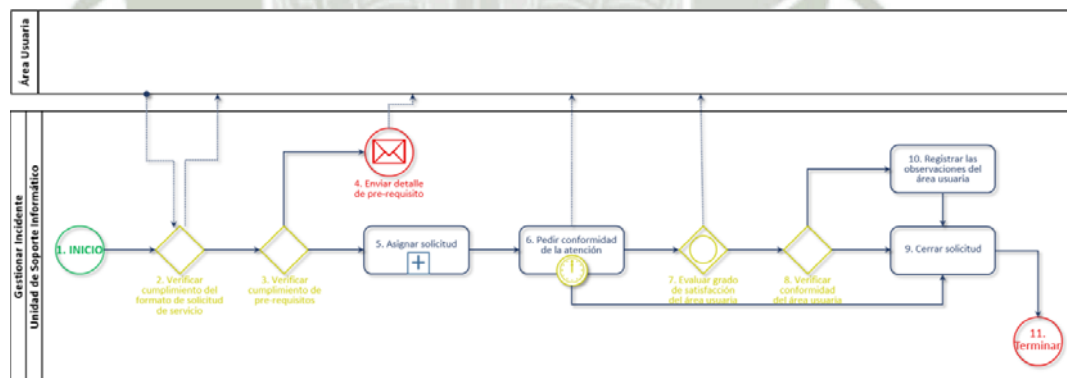 Área Usuaria
Gestionar Incidente
Unidad de Soporte Informático
1. INICIO
2. Verificar
cumplimiento del
formato de solicitud
de servicio
3. Verificar
cumplimiento de
pre-requisitos
4. Enviar detalle
de pre-requisito
5. Asignar solicitud
6. Pedir conformidad
de la atención
7. Evaluar grado
de satisfacción
del área usuaria
8. Verificar
conformidad
del área usuaria
10. Registrar las
observaciones del
área usuaria
9. Cerrar solicitud
11.
Terminar